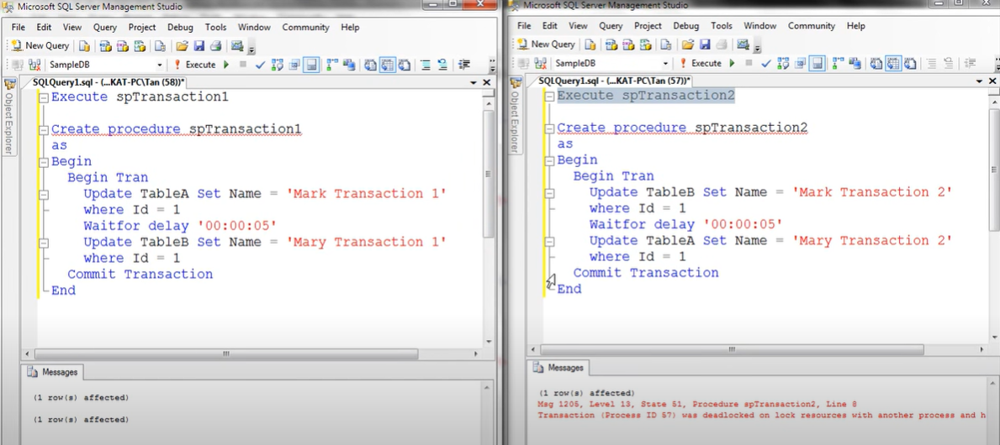 Microsoft SQL Server Management Studio
File Edit View Query Project Debug Tools Window Community Help
New Query
SampleDB Execute
SQLQuery1.sql - (...KAT-PC\Tan (58))*
Object Explorer
Execute spTransaction1
Create procedure spTransaction1
as
Begin
Begin Tran
Update TableA Set Name = 'Mark Transaction 1'
where Id = 1
Waitfor delay '00:00:05'
Update TableB Set Name = 'Mary Transaction 1'
where Id = 1
Commit Transaction
End
Messages
(1 row(s) affected)
(1 row(s) affected)
Microsoft SQL Server Management Studio
File Edit View Query Project Debug Tools Window Community Help
New Query
SampleDB Execute
SQLQuery1.sql - (...KAT-PC\Tan (57))*
Object Explorer
Execute spTransaction2
Create procedure spTransaction2
as
Begin
Begin Tran
Update TableB Set Name = 'Mark Transaction 2'
where Id = 1
Waitfor delay '00:00:05'
Update TableA Set Name = 'Mary Transaction 2'
where Id = 1
Commit Transaction
End
Messages
(1 row(s) affected)
Msg 1205, Level 13, State 51, Procedure spTransaction2, Line 8
Transaction (Process ID 57) was deadlocked on lock resources with another process and h